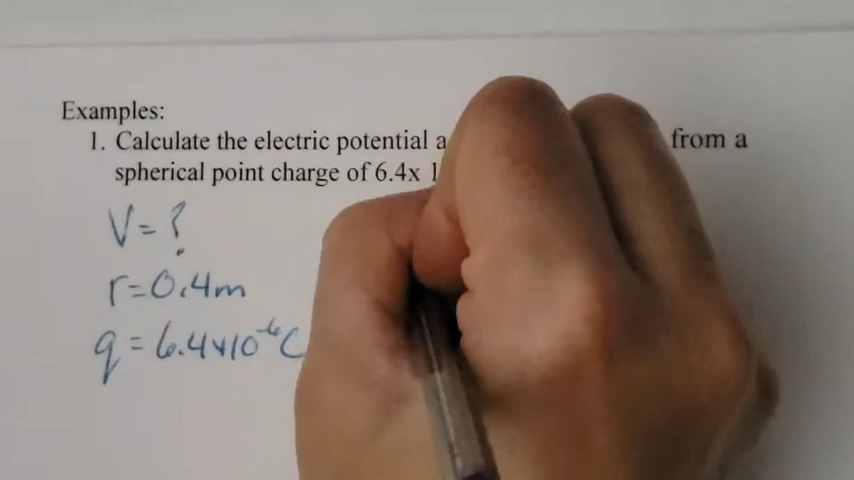 Examples:
1. Calculate the electric potential a from a
spherical point charge of 6.4x 1
V=?
r=0.4m
q=6.4x10⁻⁶C